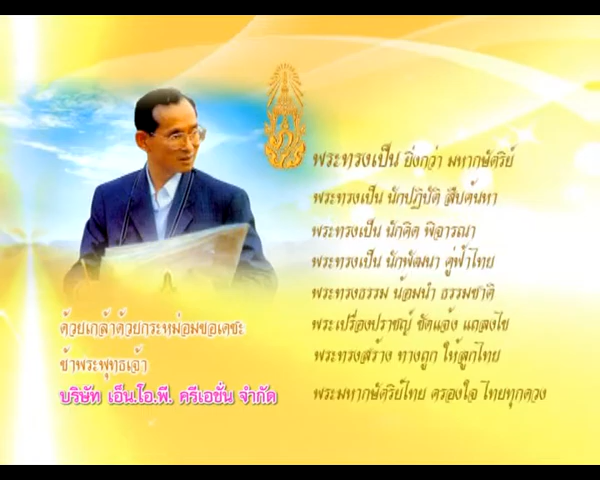 พระทรงเป็น ยิ่งกว่า มหากษัตริย์
พระทรงเป็น นักปฏิบัติ สืบค้นหา
พระทรงเป็น นักคิด พิจารณา
พระทรงเป็น นักพัฒนา คู่ฟ้าไทย
พระทรงธรรม น้อมนำ ธรรมชาติ
พระเปรื่องปราชญ์ ชัดแจ้ง แถลงไข
พระทรงสร้าง ทางถูก ให้ลูกไทย
พระมหากษัตริย์ไทย ครองใจ ไทยทุกดวง
ด้วยเกล้าด้วยกระหม่อมขอเดชะ
ข้าพระพุทธเจ้า
บริษัท เอ็น.โอ.พี. ครีเอชั่น จำกัด